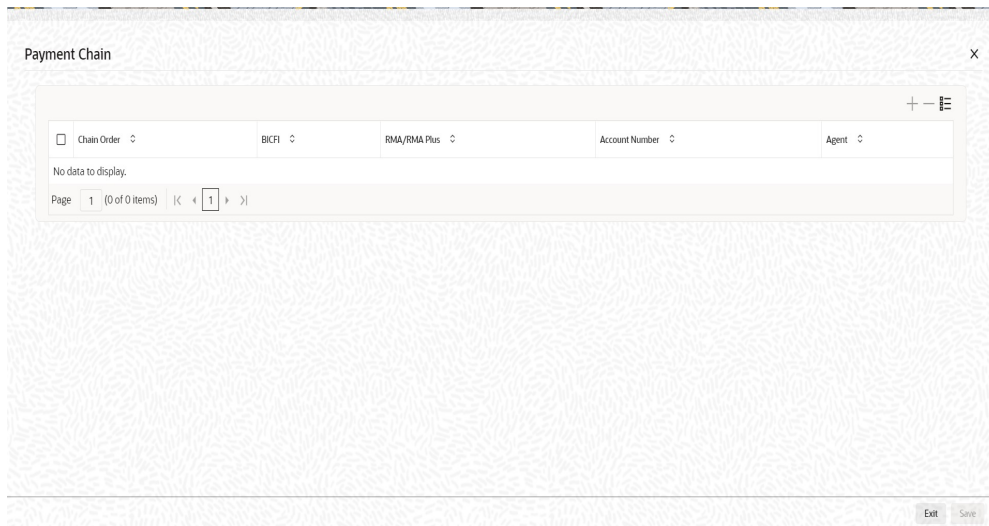 Payment Chain X
Chain Order BICFI RMA/RMA Plus Account Number Agent
No data to display.
Page 1 (0 of 0 items) 1
Exit Save